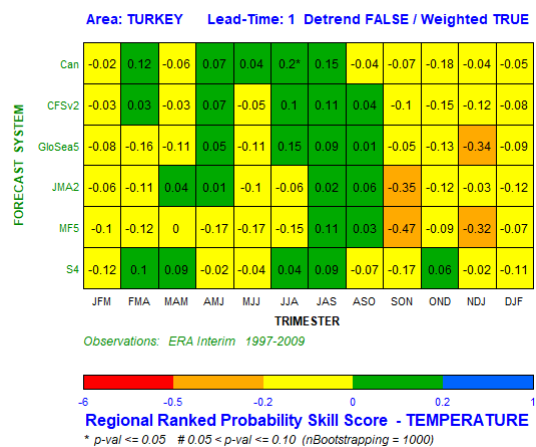 Area: TURKEY Lead-Time: 1 Detrend FALSE / Weighted TRUE
FORECAST SYSTEM
Can -0.02 0.12 -0.06 0.07 0.04 0.2* 0.15 -0.04 -0.07 -0.18 -0.04 -0.05
CFSv2 -0.03 0.03 -0.03 0.07 -0.05 0.1 0.11 0.04 -0.1 -0.15 -0.12 -0.08
GloSea5 -0.08 -0.16 -0.11 0.05 -0.11 0.15 0.09 0.01 -0.05 -0.13 -0.34 -0.09
JMA2 -0.06 -0.11 0.04 0.01 -0.1 -0.06 0.02 0.06 -0.35 -0.12 -0.03 -0.12
MF5 -0.1 -0.12 0 -0.17 -0.17 -0.15 0.11 0.03 -0.47 -0.09 -0.32 -0.07
S4 -0.12 0.1 0.09 -0.02 -0.04 0.04 0.09 -0.07 -0.17 0.06 -0.02 -0.11
JFM FMA MAM AMJ MJJ JJA JAS ASO SON OND NDJ DJF
TRIMESTER
Observations: ERA Interim 1997-2009
-6 -0.5 -0.2 0 0.2 1
Regional Ranked Probability Skill Score - TEMPERATURE
* p-val <= 0.05 # 0.05 < p-val <= 0.10 (nBootstrapping = 1000)